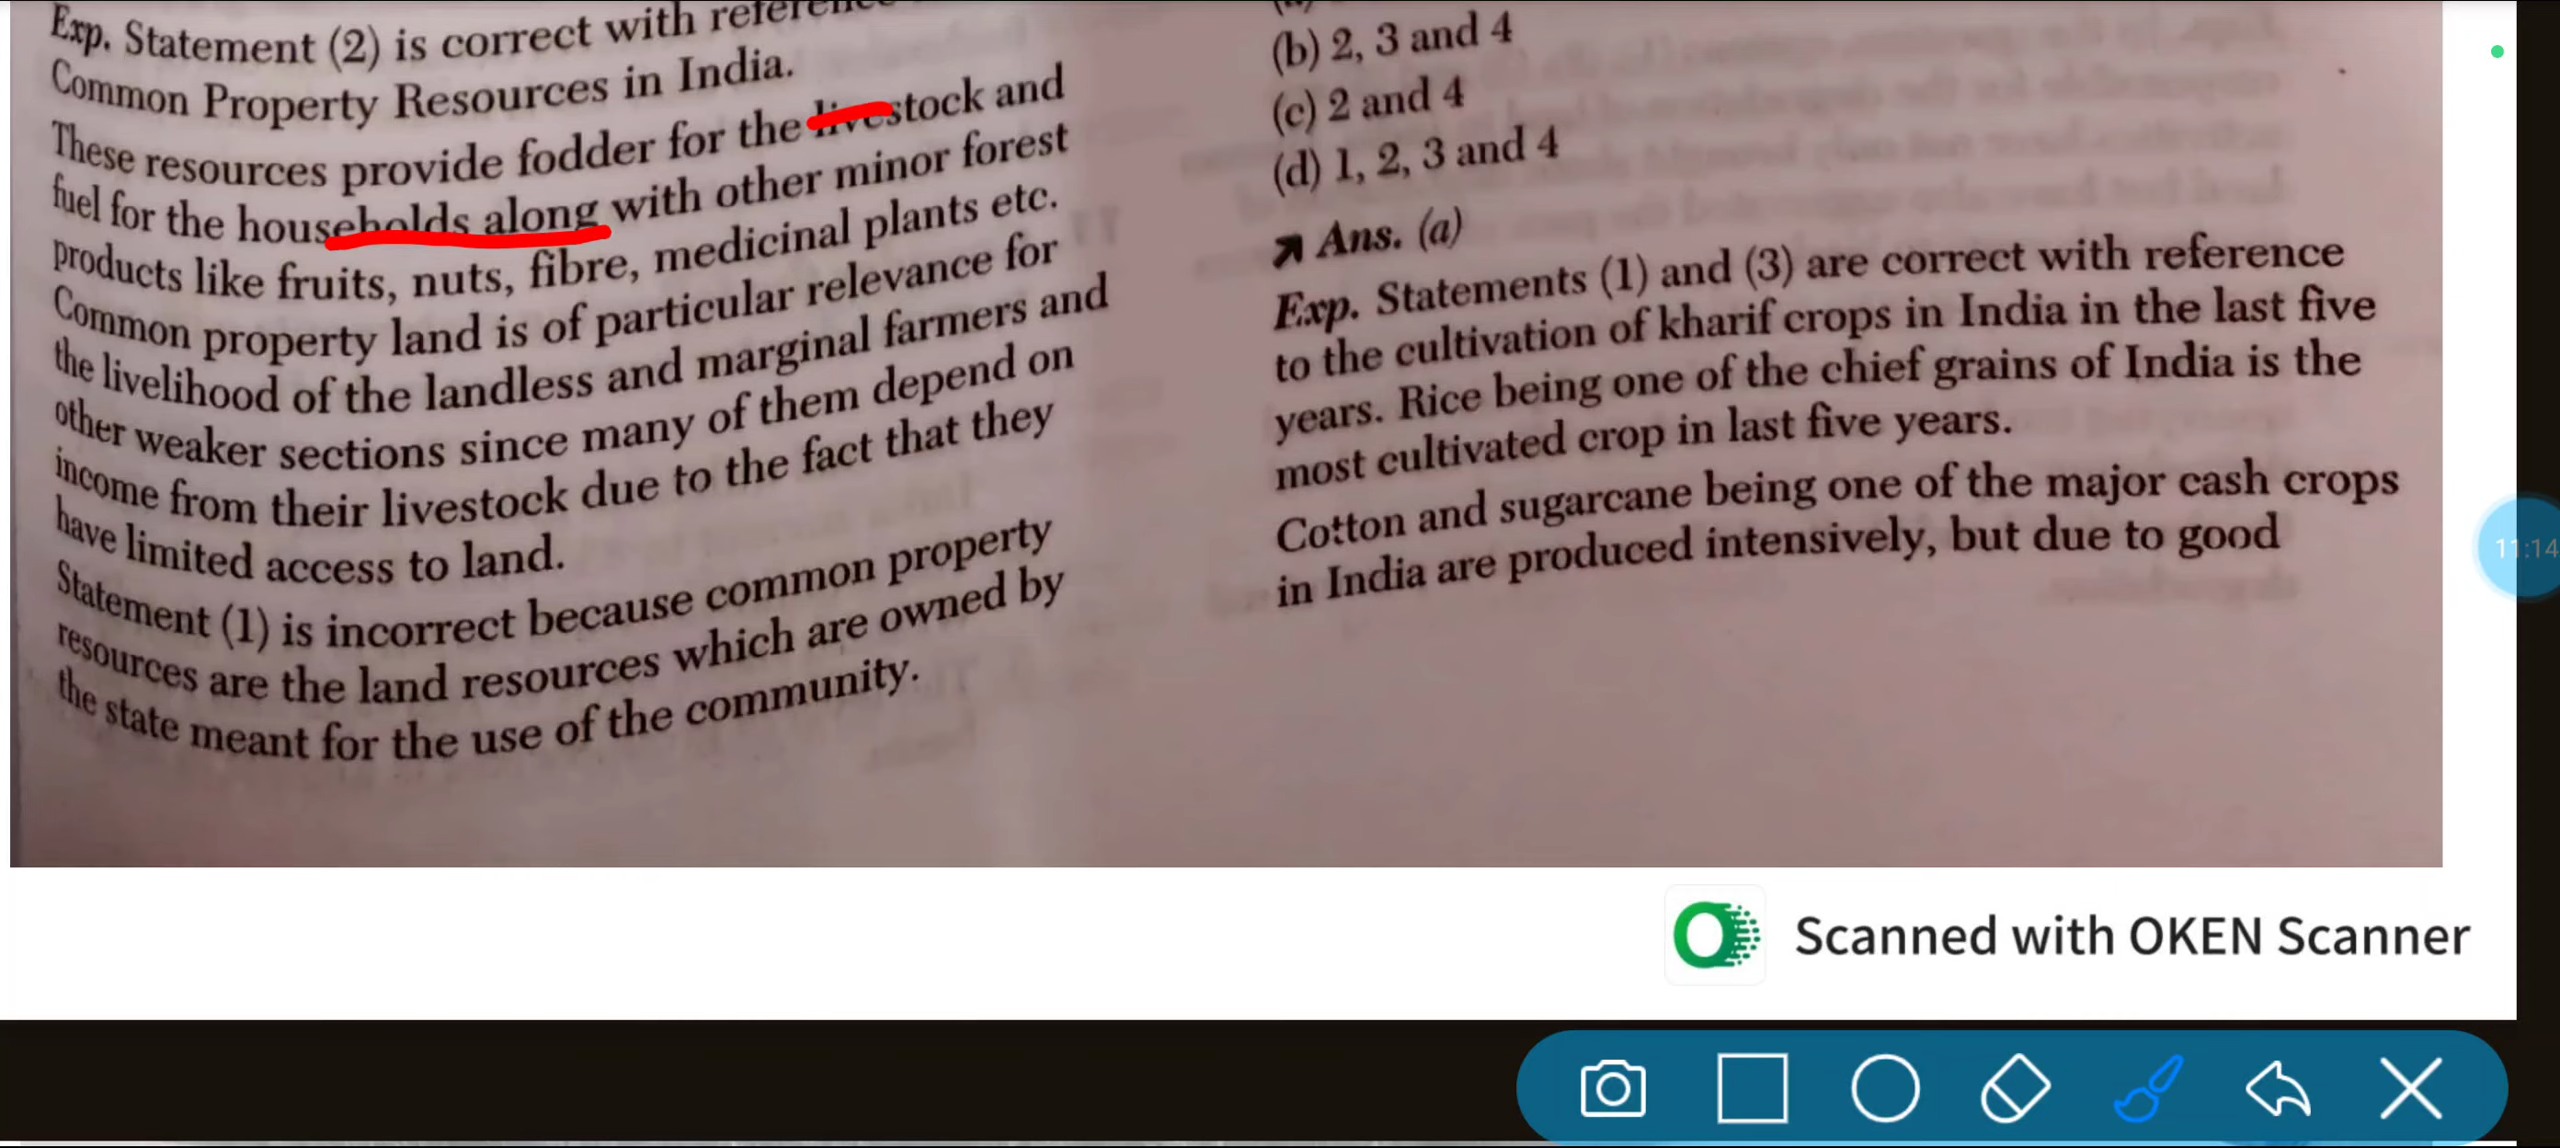 Exp. Statement (2) is correct with reference
Common Property Resources in India.
These resources provide fodder for the livestock and
fuel for the households along with other minor forest
products like fruits, nuts, fibre, medicinal plants etc.
Common property land is of particular relevance for
the livelihood of the landless and marginal farmers and
other weaker sections since many of them depend on
income from their livestock due to the fact that they
have limited access to land.
Statement (1) is incorrect because common property
resources are the land resources which are owned by
the state meant for the use of the community.
(b) 2, 3 and 4
(c) 2 and 4
(d) 1, 2, 3 and 4
Ans. (a)
Exp. Statements (1) and (3) are correct with reference
to the cultivation of kharif crops in India in the last five
years. Rice being one of the chief grains of India is the
most cultivated crop in last five years.
Cotton and sugarcane being one of the major cash crops
in India are produced intensively, but due to good
11:14
Scanned with OKEN Scanner